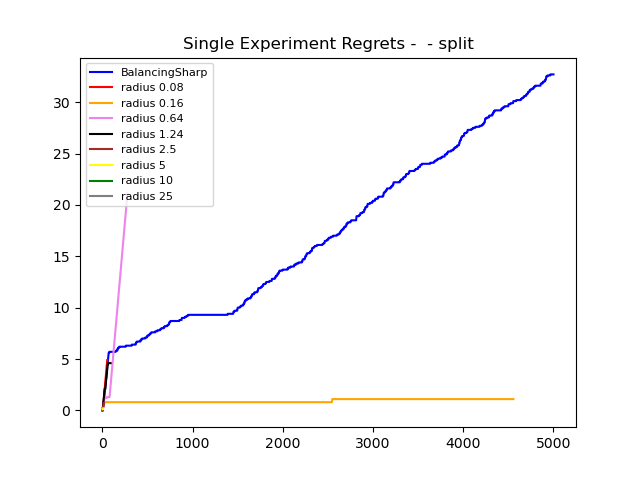 Single Experiment Regrets -  - split
BalancingSharp
radius 0.08
radius 0.16
radius 0.64
radius 1.24
radius 2.5
radius 5
radius 10
radius 25
30
25
20
15
10
5
0
0 1000 2000 3000 4000 5000